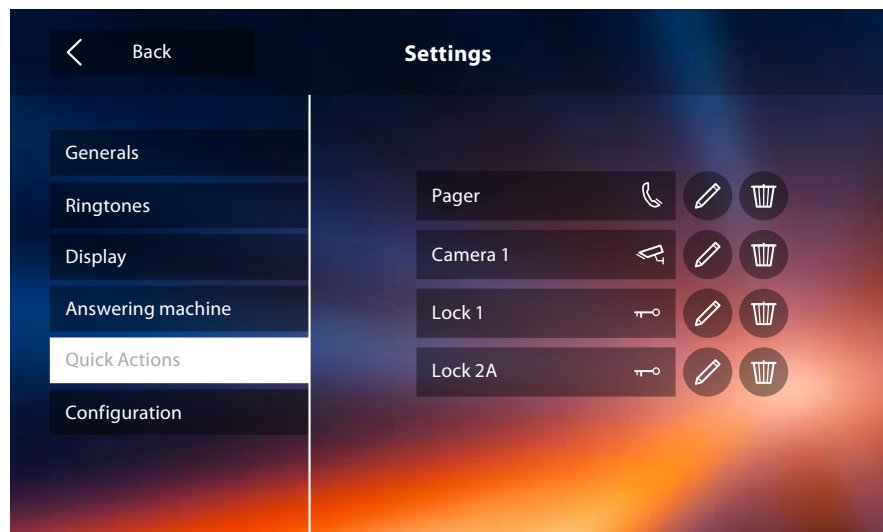 Back
Settings
Generals
Ringtones
Display
Answering machine
Quick Actions
Configuration
Pager
Camera 1
Lock 1
Lock 2A